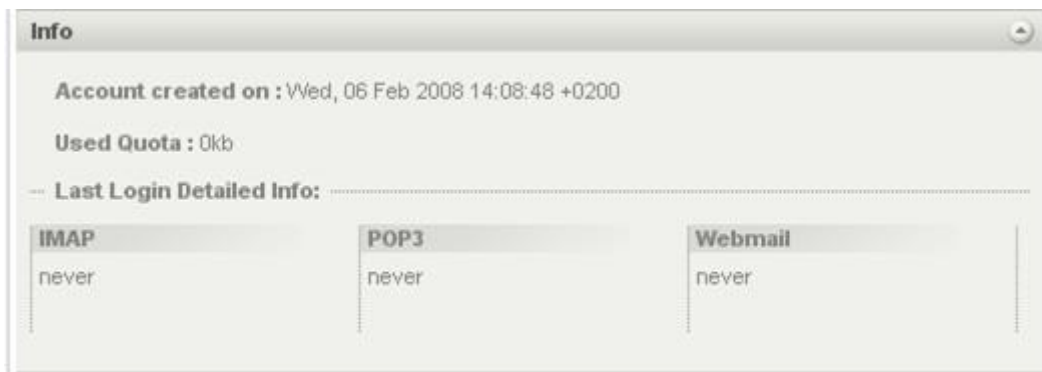 Info
Account created on : Wed, 06 Feb 2008 14:08:48 +0200
Used Quota : 0kb
Last Login Detailed Info:
IMAP POP3 Webmail
never never never